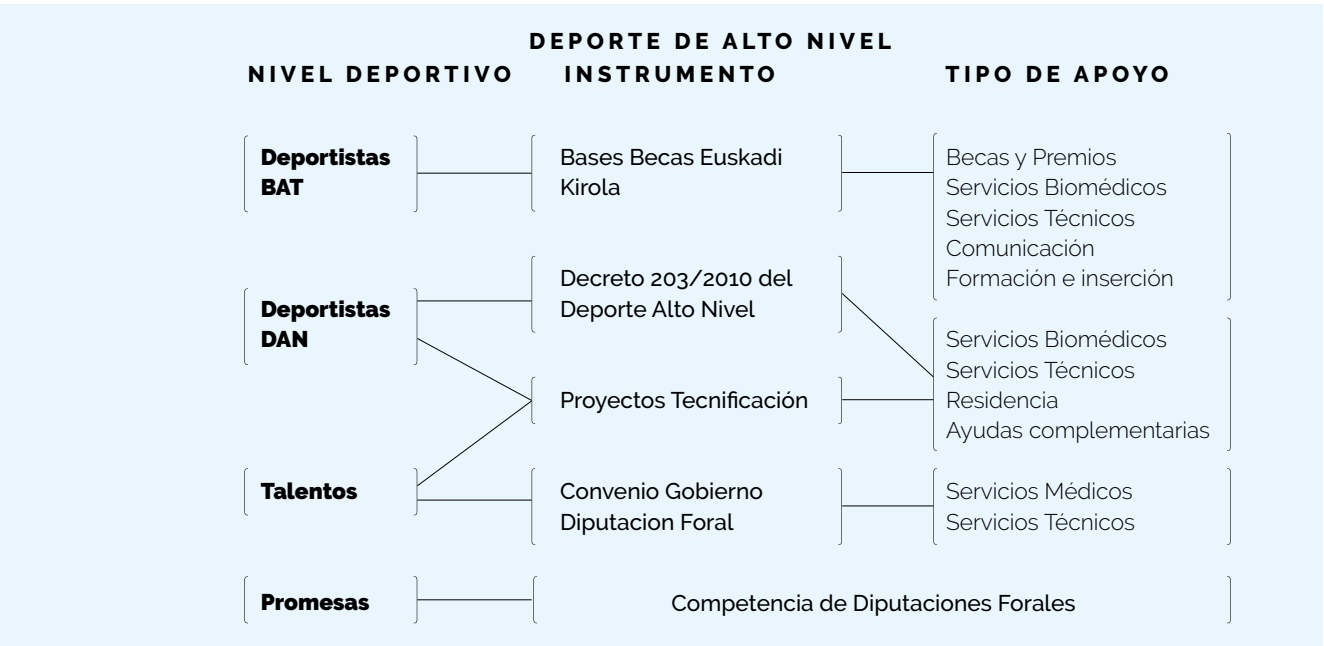 DEPORTE DE ALTO NIVEL
NIVEL DEPORTIVO
INSTRUMENTO
TIPO DE APOYO
Deportistas
BAT
Bases Becas Euskadi
Kirola
Becas y Premios
Servicios Biomédicos
Servicios Técnicos
Comunicación
Formación e inserción
Deportistas
DAN
Decreto 203/2010 del
Deporte Alto Nivel
Proyectos Tecnificación
Servicios Biomédicos
Servicios Técnicos
Residencia
Ayudas complementarias
Talentos
Convenio Gobierno
Diputacion Foral
Servicios Médicos
Servicios Técnicos
Promesas
Competencia de Diputaciones Forales